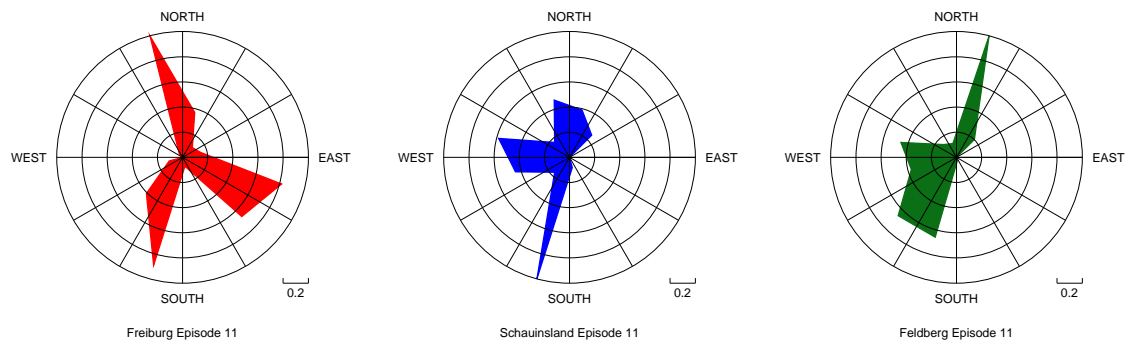 NORTH
WEST
EAST
SOUTH
0.2
Freiburg Episode 11
NORTH
WEST
EAST
SOUTH
0.2
Schauinsland Episode 11
NORTH
WEST
EAST
SOUTH
0.2
Feldberg Episode 11